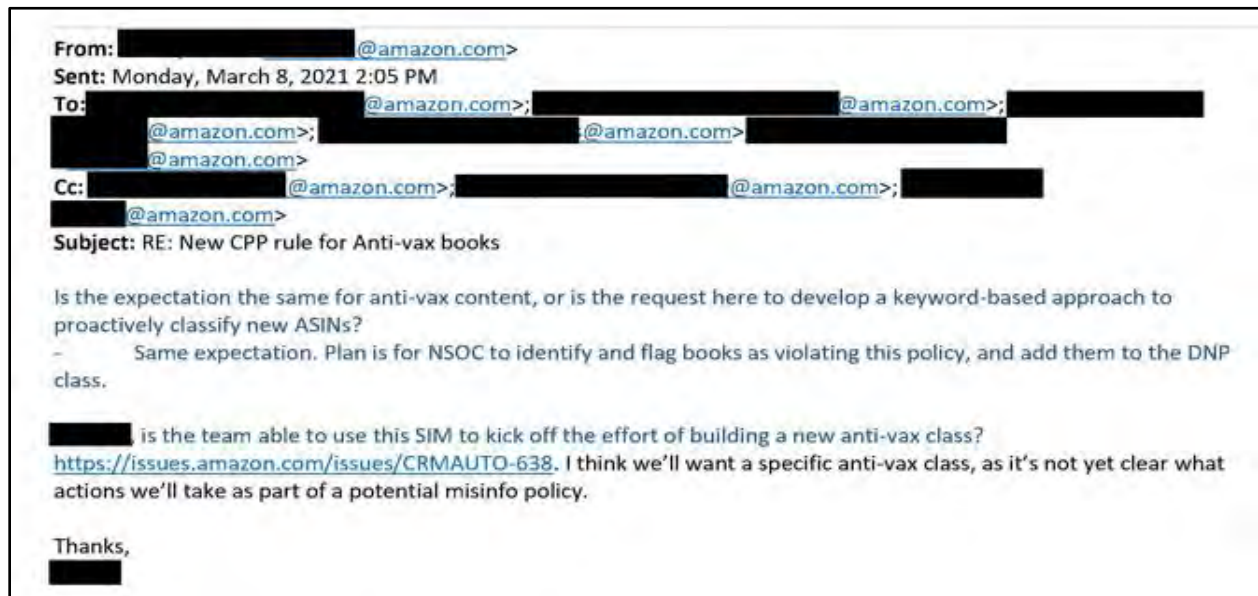 From: @amazon.com>
Sent: Monday, March 8, 2021 2:05 PM
To: @amazon.com>; @amazon.com>;
@amazon.com>; @amazon.com>
@amazon.com>
Cc: @amazon.com>; @amazon.com>;
@amazon.com>
Subject: RE: New CPP rule for Anti-vax books
Is the expectation the same for anti-vax content, or is the request here to develop a keyword-based approach to
proactively classify new ASINs?
- Same expectation. Plan is for NSOC to identify and flag books as violating this policy, and add them to the DNP
class.
, is the team able to use this SIM to kick off the effort of building a new anti-vax class?
https://issues.amazon.com/issues/CRMAUTO-638. I think we'll want a specific anti-vax class, as it's not yet clear what
actions we'll take as part of a potential misinfo policy.
Thanks,